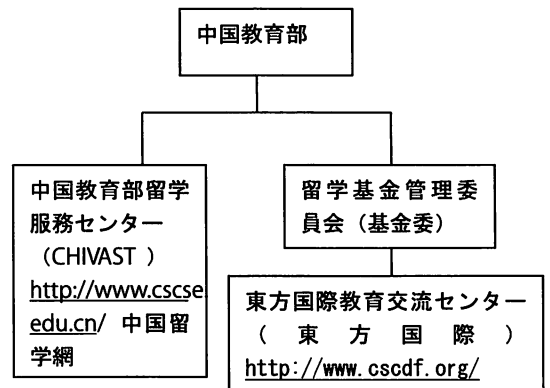 中国教育部
中国教育部留学
服務センター
（CHIVAST ）
http://www.cscse
edu.cn/ 中国留
学網
留学基金管理委
員会（基金委）
東方国際教育交流センター
（東方国際）
http://www.cscdf.org/